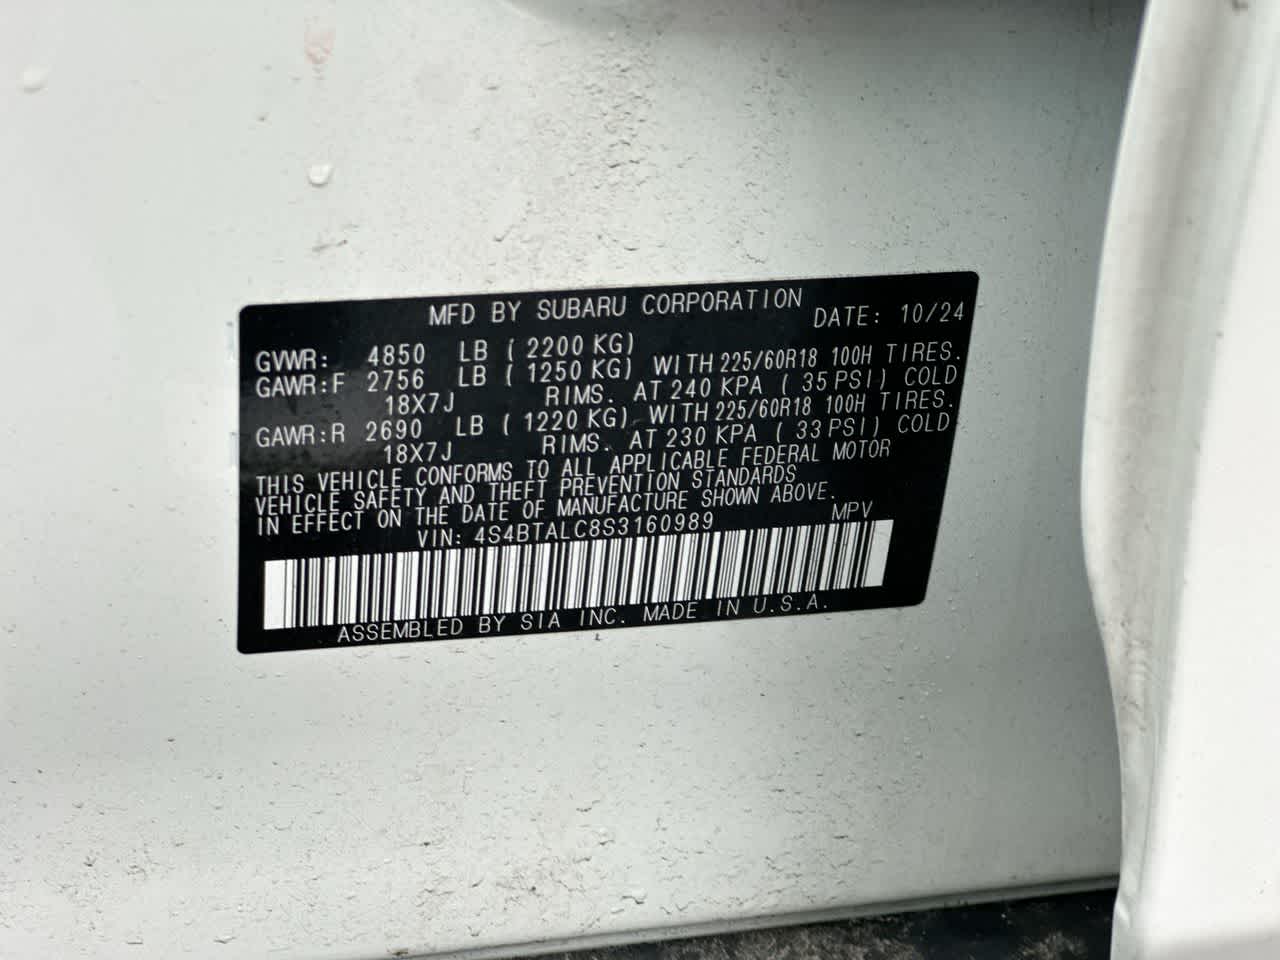 MFD BY SUBARU CORPORATION
DATE: 10/24
GVWR: 4850 LB ( 2200 KG)
GAWR:F 2756 LB ( 1250 KG) WITH 225/60R18 100H TIRES.
18X7J RIMS. AT 240 KPA ( 35 PSI) COLD
GAWR:R 2690 LB ( 1220 KG) WITH 225/60R18 100H TIRES.
18X7J RIMS. AT 230 KPA ( 33 PSI) COLD
THIS VEHICLE CONFORMS TO ALL APPLICABLE FEDERAL MOTOR
VEHICLE SAFETY AND THEFT PREVENTION STANDARDS
IN EFFECT ON THE DATE OF MANUFACTURE SHOWN ABOVE.
VIN: 4S4BTALC8S3160989 MPV
ASSEMBLED BY SIA INC. MADE IN U.S.A.